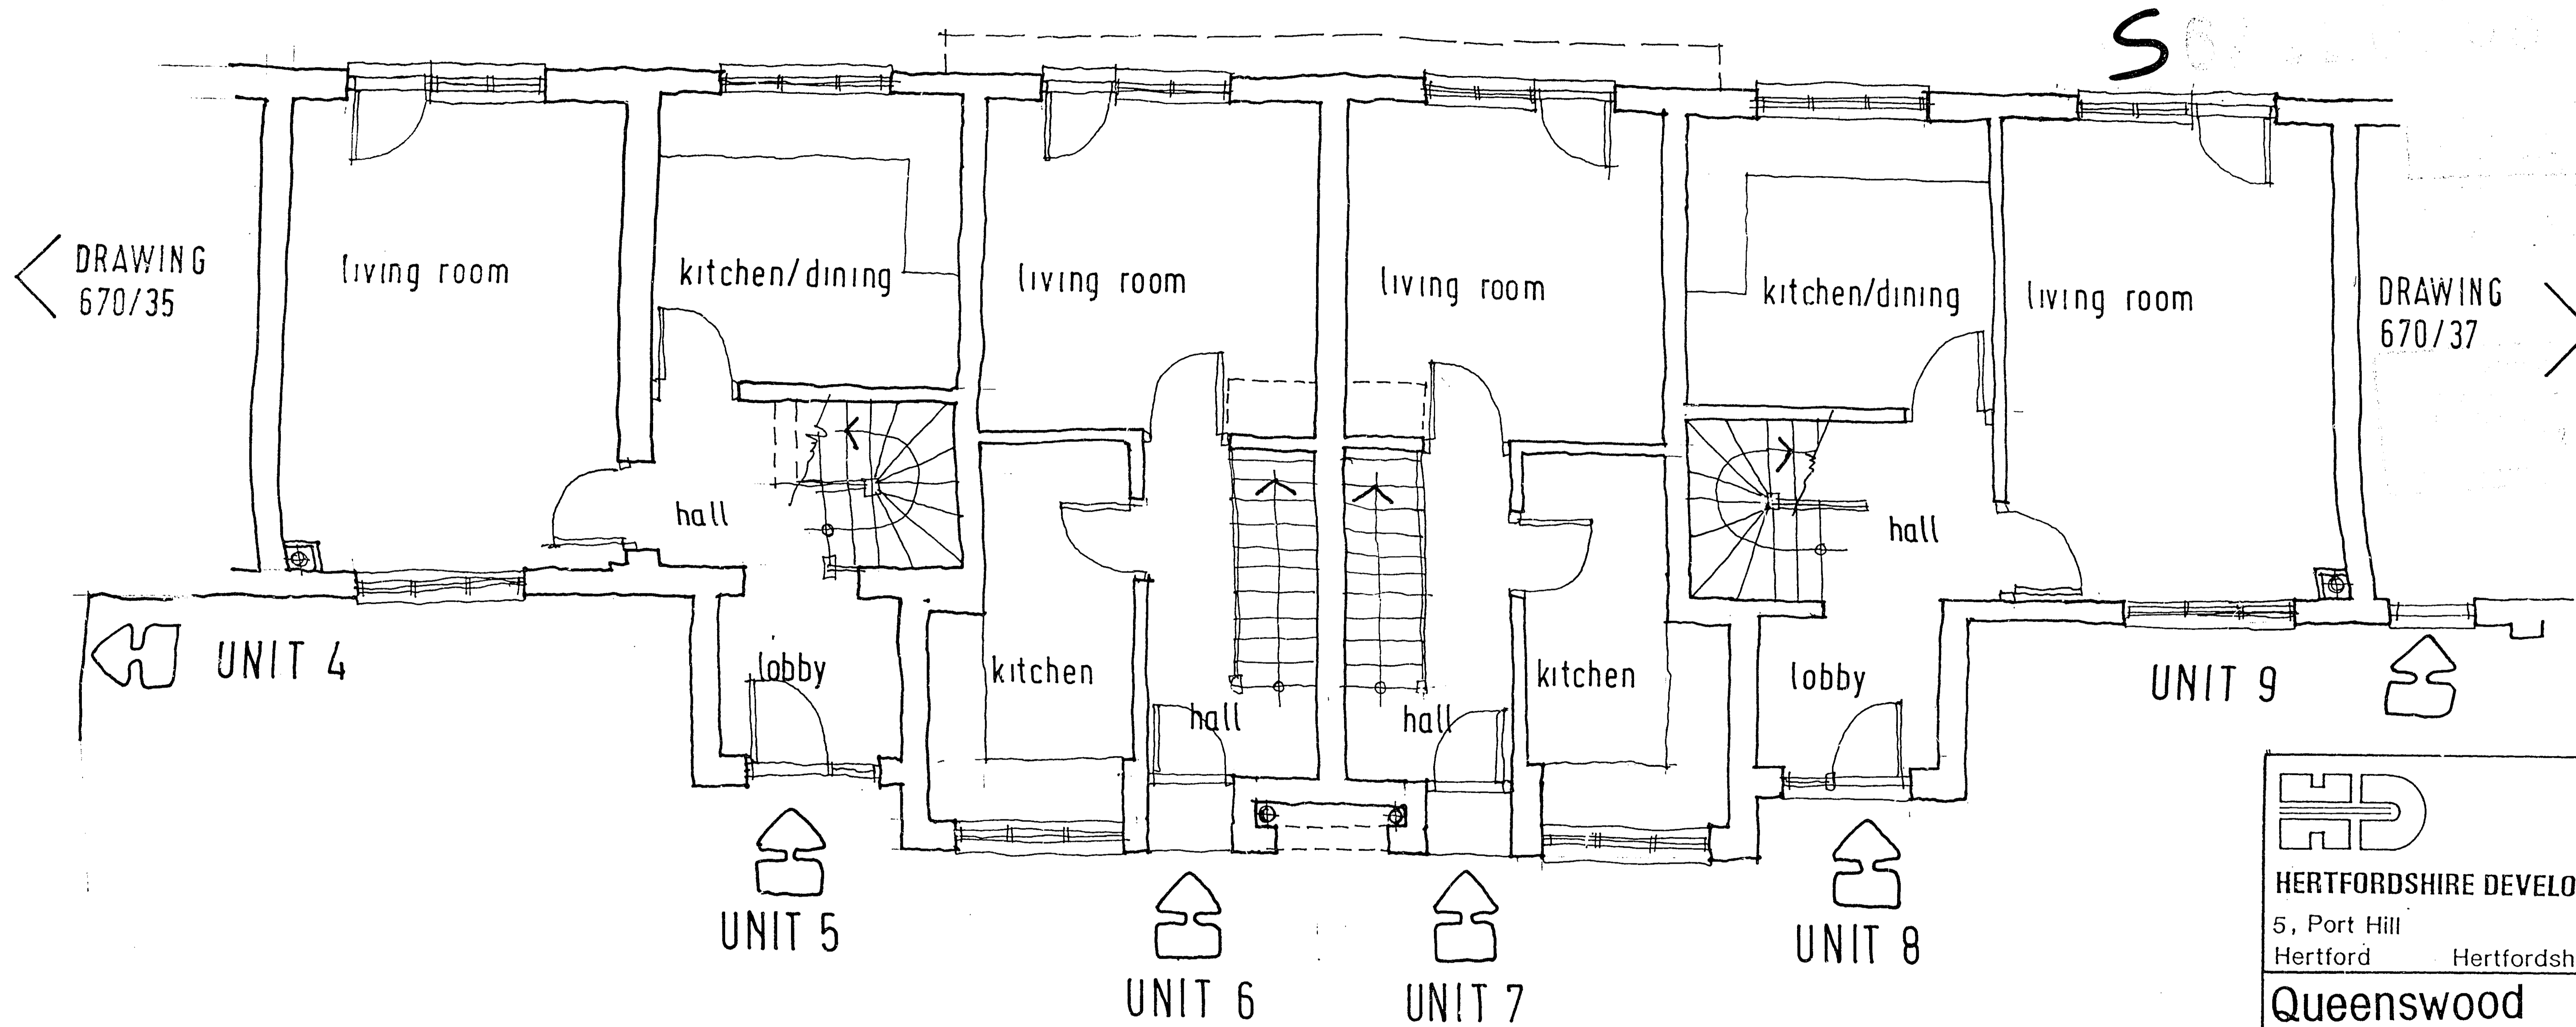 S
DRAWING
670/35
living room
kitchen/dining
living room
living room
kitchen/dining
living room
DRAWING
670/37
hall
hall
UNIT 4
lobby
kitchen
hall
hall
kitchen
lobby
UNIT 9
UNIT 5
UNIT 6
UNIT 7
UNIT 8
HD
HERTFORDSHIRE DEVELO
5, Port Hill
Hertford Hertfordsh
Queenswood